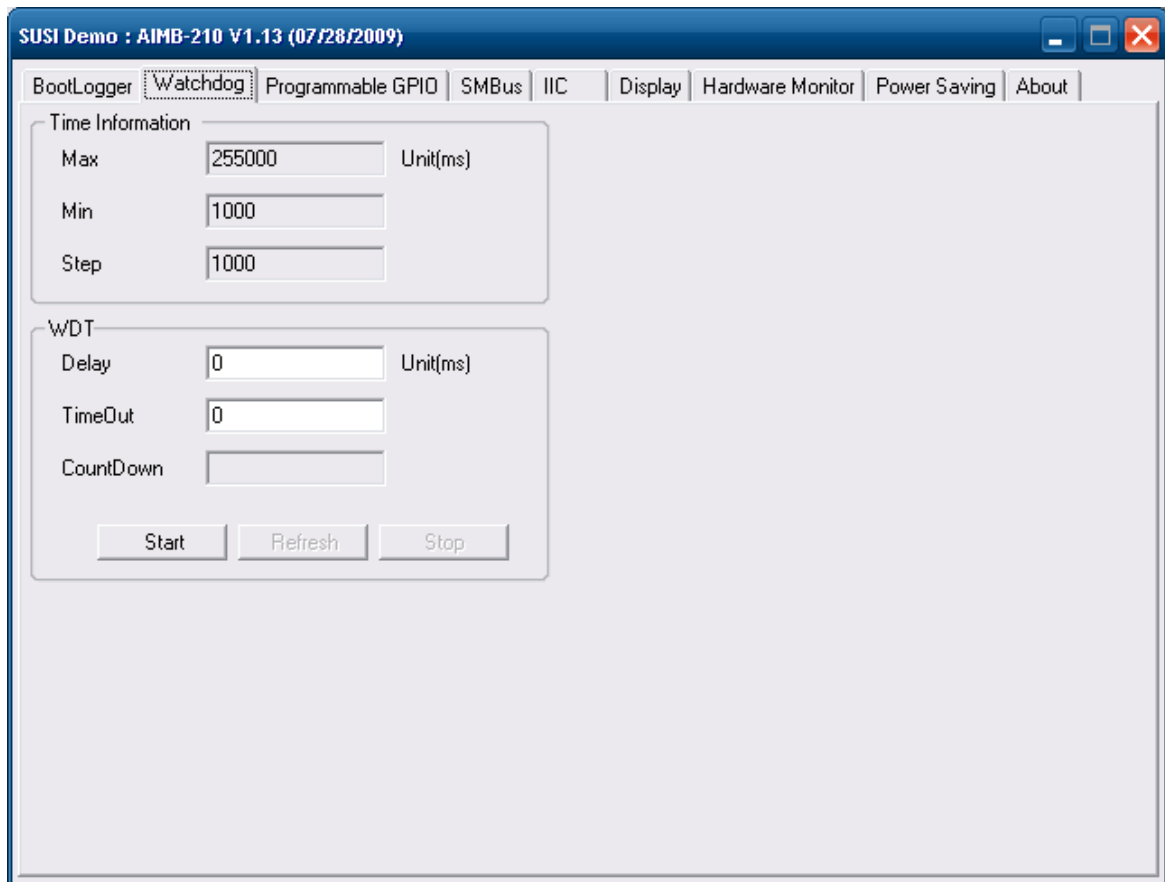 SUSI Demo : AIMB-210 V1.13 (07/28/2009)
BootLogger Watchdog Programmable GPIO SMBus IIC Display Hardware Monitor Power Saving About
Time Information
Max 255000 Unit(ms)
Min 1000
Step 1000
WDT
Delay 0 Unit(ms)
TimeOut 0
CountDown
Start Refresh Stop